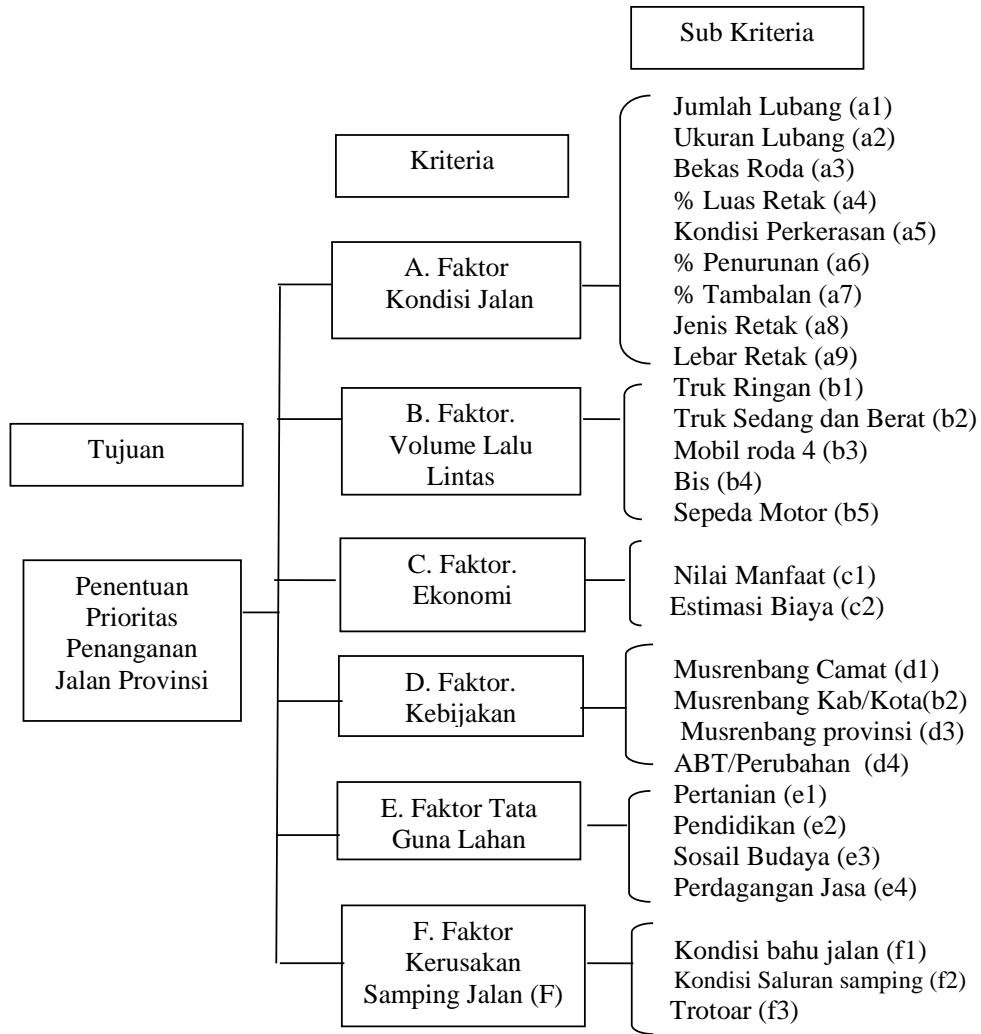 Sub Kriteria
Kriteria
Tujuan
Penentuan
Prioritas
Penanganan
Jalan Provinsi
A. Faktor
Kondisi Jalan
Jumlah Lubang (a1)
Ukuran Lubang (a2)
Bekas Roda (a3)
% Luas Retak (a4)
Kondisi Perkerasan (a5)
% Penurunan (a6)
% Tambalan (a7)
Jenis Retak (a8)
Lebar Retak (a9)
B. Faktor.
Volume Lalu
Lintas
Truk Ringan (b1)
Truk Sedang dan Berat (b2)
Mobil roda 4 (b3)
Bis (b4)
Sepeda Motor (b5)
C. Faktor.
Ekonomi
Nilai Manfaat (c1)
Estimasi Biaya (c2)
D. Faktor.
Kebijakan
Musrenbang Camat (d1)
Musrenbang Kab/Kota(b2)
Musrenbang provinsi (d3)
ABT/Perubahan (d4)
E. Faktor Tata
Guna Lahan
Pertanian (e1)
Pendidikan (e2)
Sosail Budaya (e3)
Perdagangan Jasa (e4)
F. Faktor
Kerusakan
Samping Jalan (F)
Kondisi bahu jalan (f1)
Kondisi Saluran samping (f2)
Trotoar (f3)